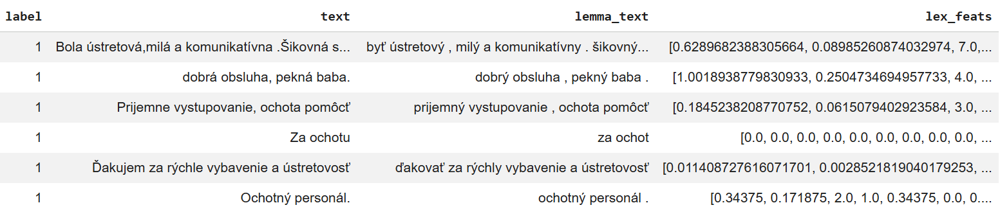 label text lemma_text lex_feats
1 Bola ústretová,milá a komunikatívna .Šikovná s... byť ústretový , milý a komunikatívny . šikovný... [0.6289682388305664, 0.08985260874032974, 7.0,...
1 dobrá obsluha, pekná baba. dobrý obsluha , pekný baba . [1.0018938779830933, 0.2504734694957733, 4.0, ...
1 Prijemne vystupovanie, ochota pomôcť prijemný vystupovanie , ochota pomôcť [0.1845238208770752, 0.0615079402923584, 3.0, ...
1 Za ochotu za ochot [0.0, 0.0, 0.0, 0.0, 0.0, 0.0, 0.0, 0.0, 0.0, ...
1 Ďakujem za rýchle vybavenie a ústretovosť ďakovať za rýchly vybavenie a ústretovosť [0.011408727616071701, 0.0028521819040179253, ...
1 Ochotný personál. ochotný personál . [0.34375, 0.171875, 2.0, 1.0, 0.34375, 0.0, 0....